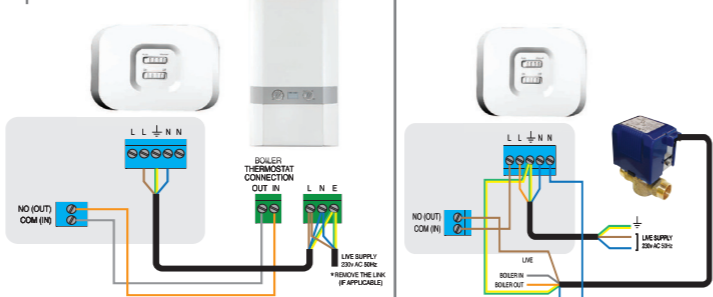 L L N N
BOILER
THERMOSTAT
CONNECTION
OUT IN
L N E
NO (OUT)
COM (IN)
LIVE SUPPLY
230v AC 50Hz
* REMOVE THE LINK
(IF APPLICABLE)
L L N N
NO (OUT)
COM (IN)
LIVE SUPPLY
230v AC 50Hz
LIVE
BOILER IN
BOILER OUT